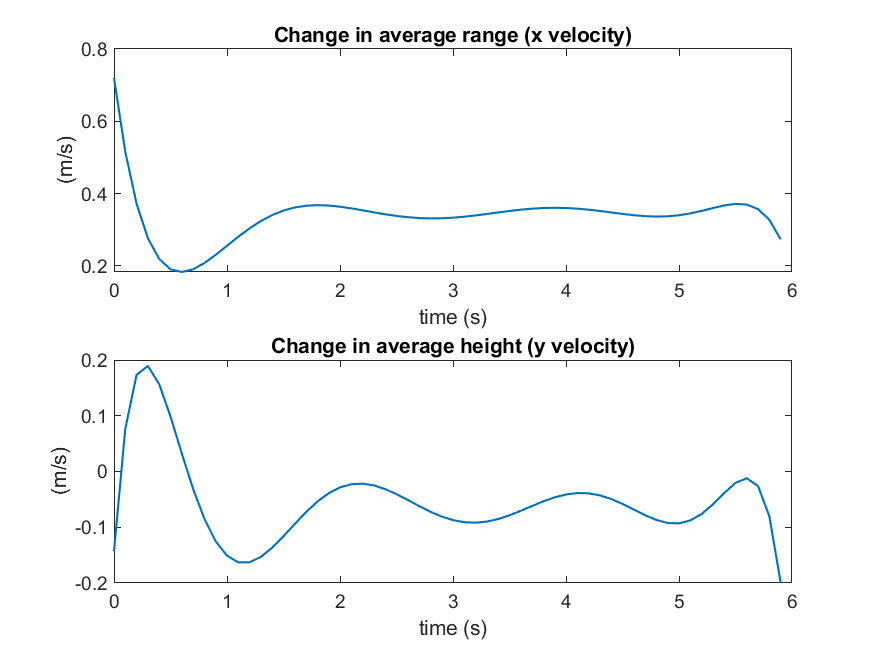 Change in average range (x velocity)
0.8
0.6
0.4
0.2
(m/s)
0 1 2 3 4 5 6
time (s)
Change in average height (y velocity)
0.2
0.1
0
-0.1
-0.2
(m/s)
0 1 2 3 4 5 6
time (s)